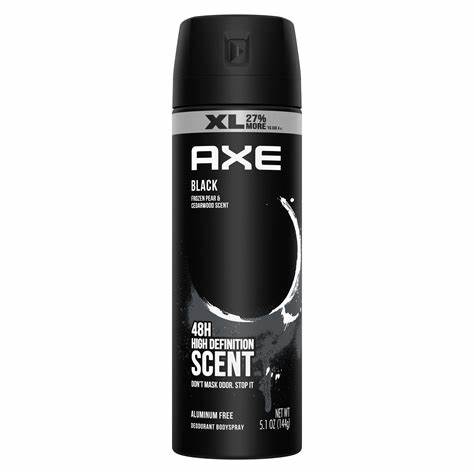 XL 27% MORE
AXE
BLACK
FROZEN PEAR &
CEDARWOOD SCENT
48H
HIGH DEFINITION
SCENT
DON'T MASK ODOR. STOP IT
ALUMINUM FREE
DEODORANT BODYSPRAY
NET WT
5.1 OZ (144g)